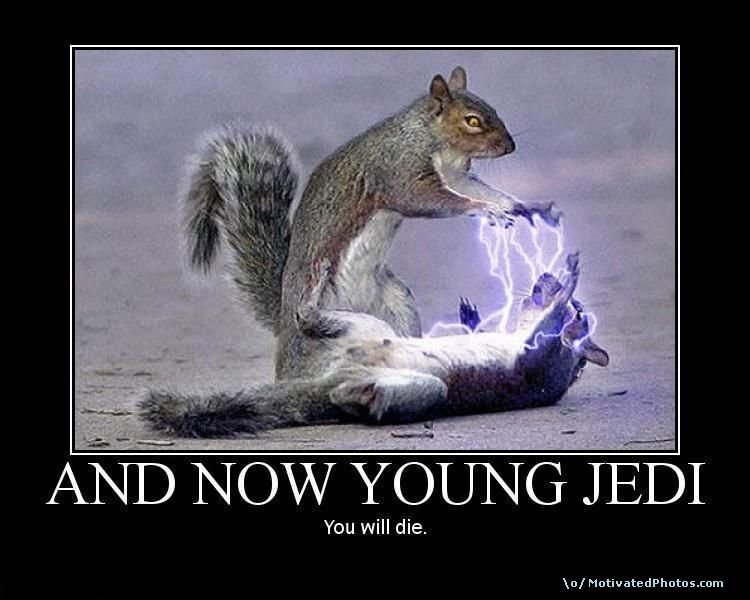 AND NOW YOUNG JEDI
You will die.
\o/ MotivatedPhotos.com